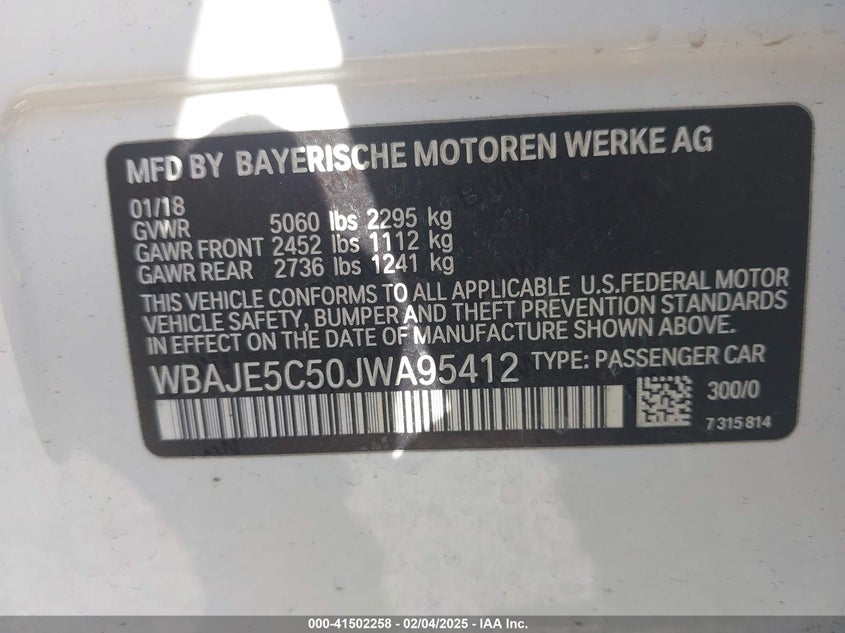 MFD BY BAYERISCHE MOTOREN WERKE AG
01/18
GVWR 5060 lbs 2295 kg
GAWR FRONT 2452 lbs 1112 kg
GAWR REAR 2736 lbs 1241 kg
THIS VEHICLE CONFORMS TO ALL APPLICABLE U.S.FEDERAL MOTOR
VEHICLE SAFETY, BUMPER AND THEFT PREVENTION STANDARDS
IN EFFECT ON THE DATE OF MANUFACTURE SHOWN ABOVE.
WBAJE5C50JWA95412 TYPE: PASSENGER CAR
300/0
7 315 814
000-41502258 - 02/04/2025 - IAA, Inc.